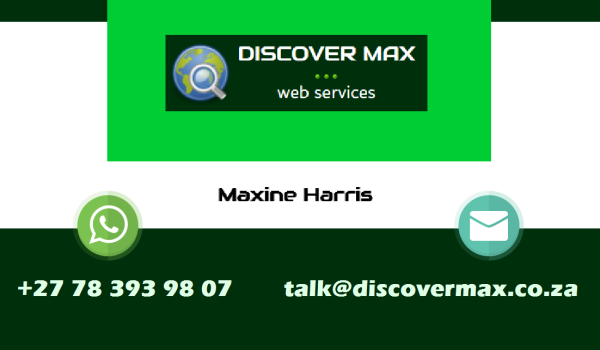 DISCOVER MAX
web services
Maxine Harris
+27 78 393 98 07
talk@discovermax.co.za